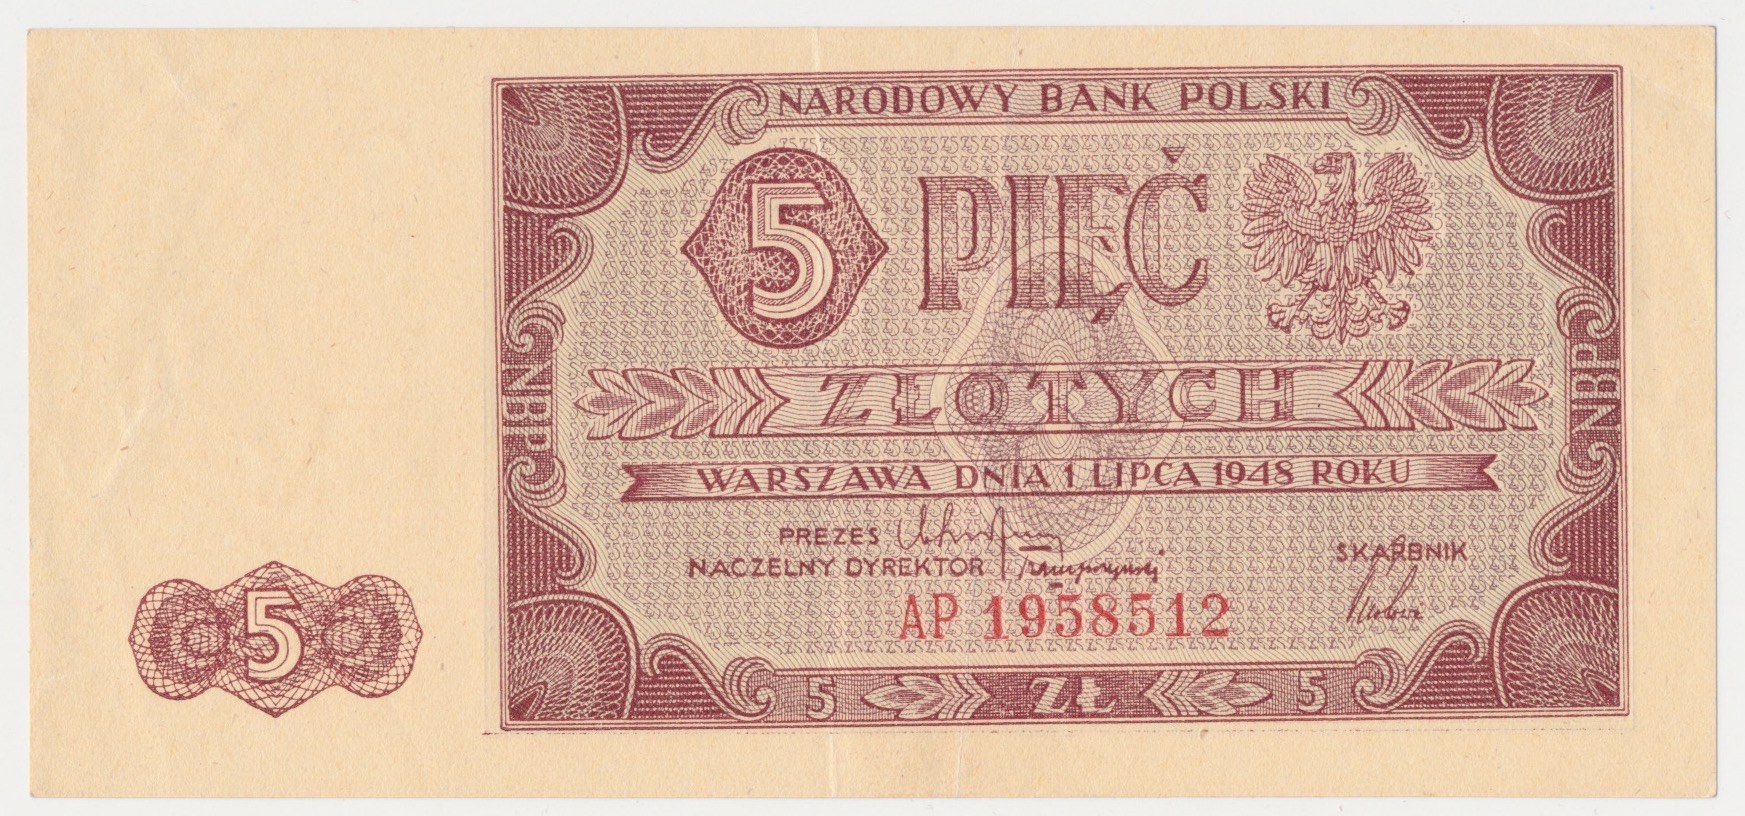 NARODOWY BANK POLSKI
5 PIĘĆ
ZŁOTYCH
NBP
NBP
WARSZAWA DNIA 1 LIPCA 1948 ROKU
PREZES
NACZELNY DYREKTOR
SKARBNIK
AP 1958512
5
5 ZŁ 5